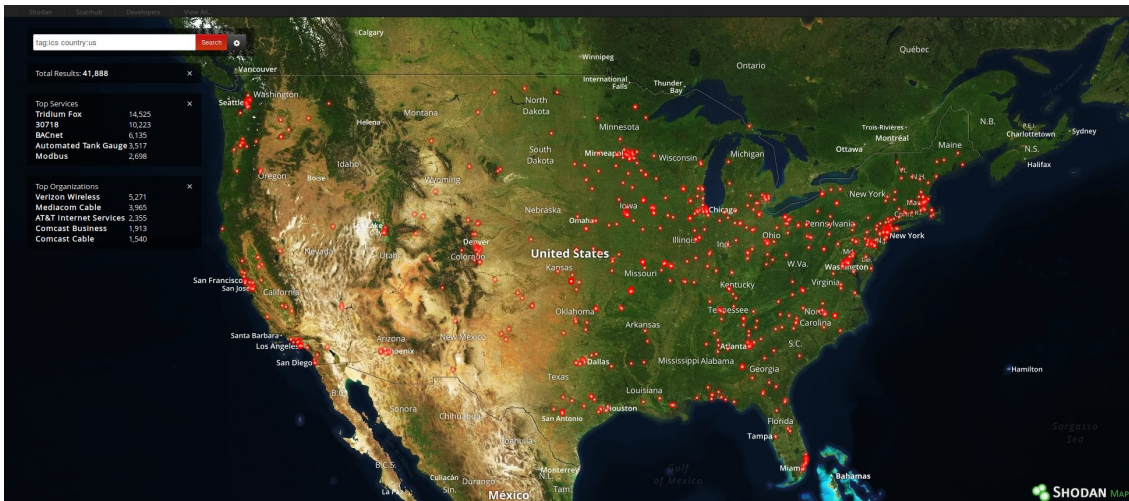 Shodan Scanhub Developers View All...
tag:ics country:us Search
Total Results: 41,888 ×
Top Services ×
Tridium Fox 14,525
30718 10,223
BACnet 6,135
Automated Tank Gauge 3,517
Modbus 2,698
Top Organizations ×
Verizon Wireless 5,271
Mediacom Cable 3,965
AT&T Internet Services 2,355
Comcast Business 1,913
Comcast Cable 1,540
Calgary
Québec
Winnipeg
Ontario
Vancouver
International Falls
Thunder Bay
Washington
Seattle
North Dakota
Montana
Helena
N.B.
P.E.I.
Charlottetown
Sydney
Trois-Rivières
Minnesota
Montréal
Ottawa
Maine
N.S.
Halifax
South Dakota
Wisconsin
Michigan
Idaho
Oregon
Boise
Wyoming
Vt.
N.H.
New York
Mass.
R.I.
Nebraska
Iowa
Omaha
Chicago
Pennsylvania
New York
N.J.
Nevada
Utah
Denver
Colorado
United States
Kansas
Illinois
Ind.
Ohio
Md.
Del.
Washington
W.Va.
Virginia
Missouri
Kentucky
San Francisco
San Jose
California
Oklahoma
Tennessee
North Carolina
Arkansas
Santa Barbara
Los Angeles
Arizona
New Mexico
S.C.
Atlanta
San Diego
Dallas
Mississippi
Alabama
Georgia
Hamilton
Texas
Louisiana
B.C.
Sonora
Chihuahua
San Antonio
Houston
Florida
Tampa
Sargasso Sea
Coahuila
B.C.S.
Culiacán
Durango
Monterrey
N.L.
Gulf of Mexico
Bahamas
La Paz
Sin.
México
Tam.
SHODAN MAPS